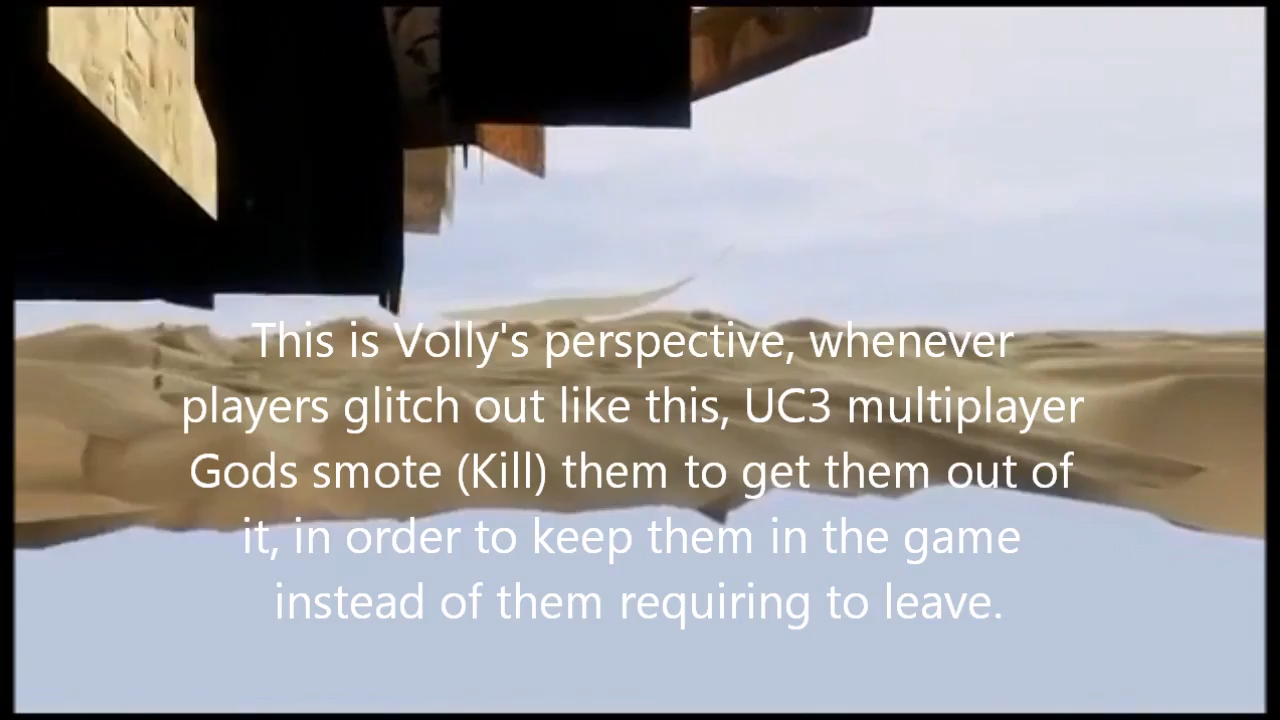 This is Volly's perspective, whenever
players glitch out like this, UC3 multiplayer
Gods smote (Kill) them to get them out of
it, in order to keep them in the game
instead of them requiring to leave.